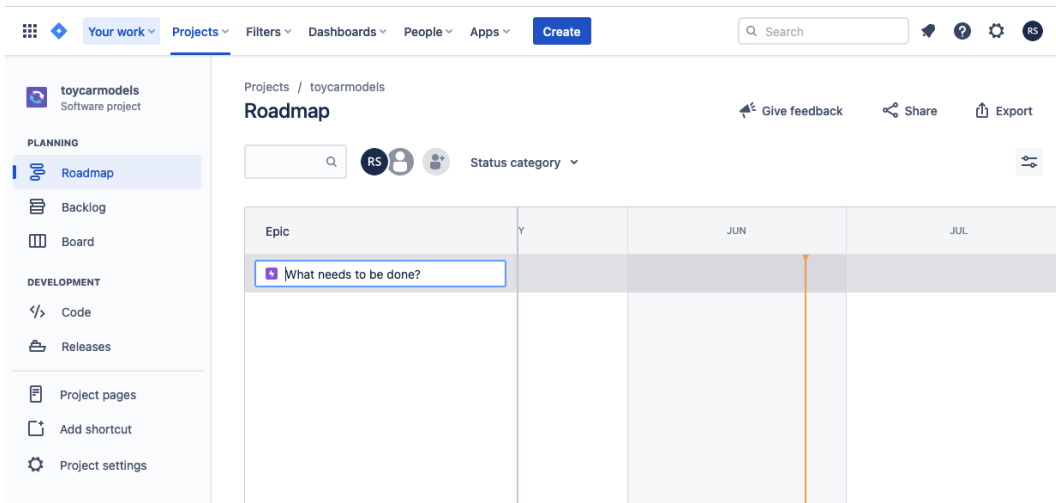 Your work Projects Filters Dashboards People Apps Create Search RS
toycarmodels
Software project
PLANNING
Roadmap
Backlog
Board
DEVELOPMENT
Code
Releases
Project pages
Add shortcut
Project settings
Projects / toycarmodels
Roadmap
Give feedback Share Export
RS Status category
Epic Y JUN JUL
What needs to be done?